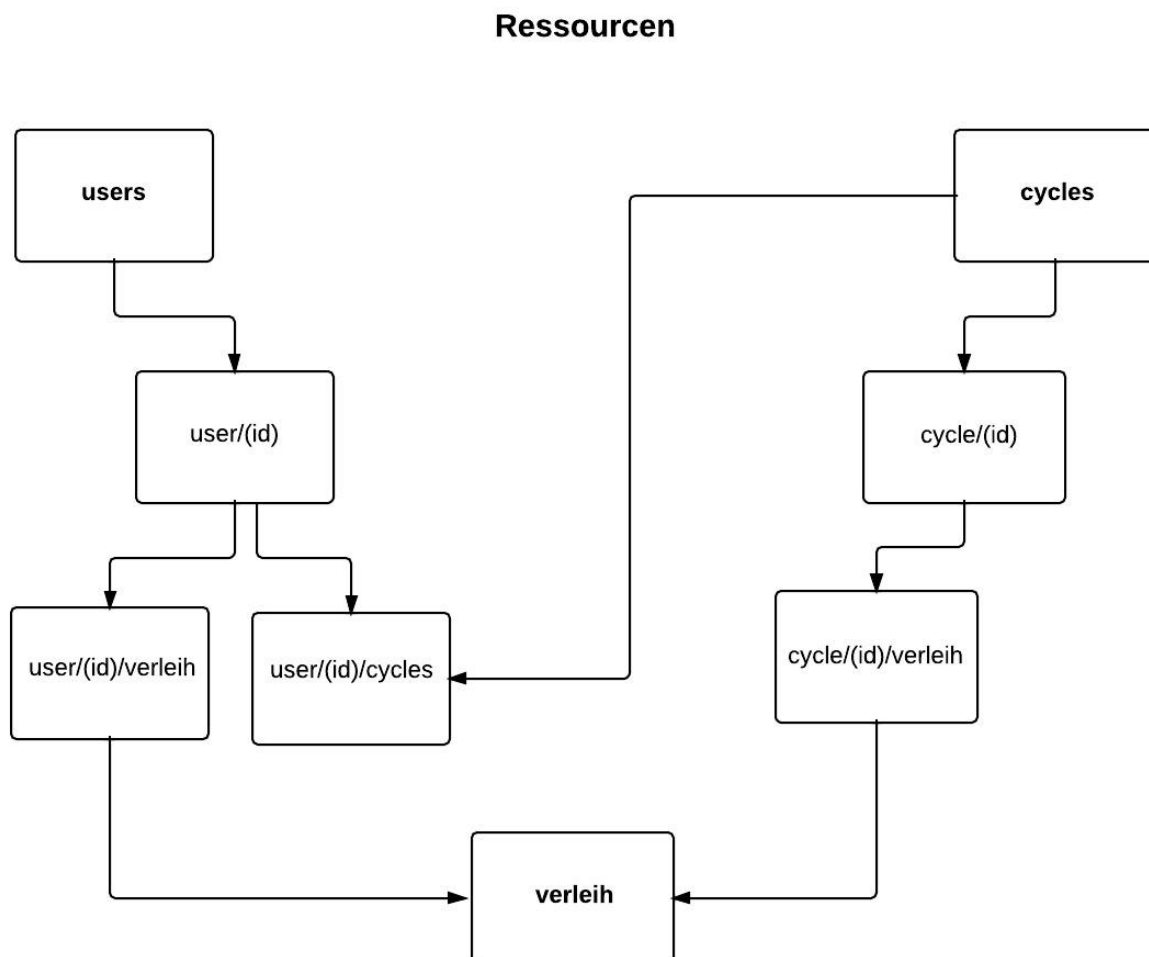 Ressourcen
users
cycles
user/(id)
cycle/(id)
user/(id)/verleih
user/(id)/cycles
cycle/(id)/verleih
verleih